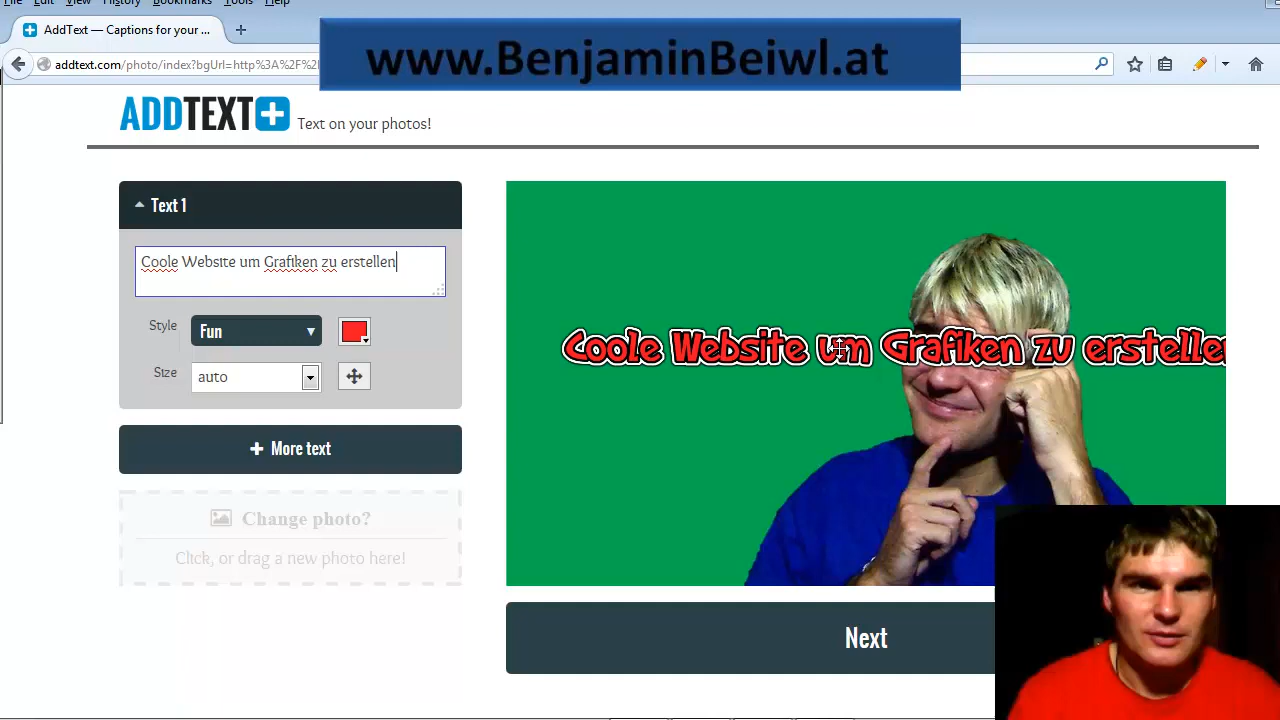 File Edit View History Bookmarks Tools Help
AddText — Captions for your ...
www.BenjaminBeiwl.at
addtext.com/photo/index?bgUrl=http%3A%2F%2F
ADDTEXT Text on your photos!
Text 1
Coole Website um Grafiken zu erstellen
Style Fun
Size auto
More text
Change photo?
Click, or drag a new photo here!
Coole Website um Grafiken zu erstellen
Next